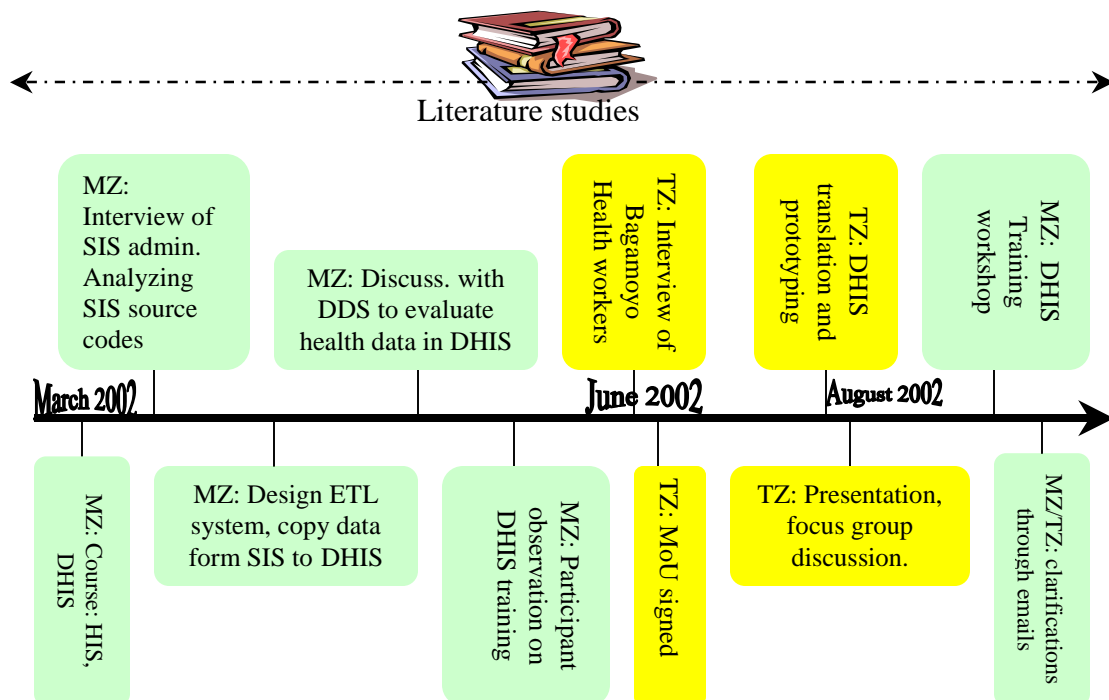 Literature studies
MZ:
Interview of
SIS admin.
Analyzing
SIS source
codes
MZ: Discuss. with
DDS to evaluate
health data in DHIS
TZ: Interview of
Bagamoyo
Health workers
TZ: DHIS
translation and
prototyping
MZ: DHIS
Training
workshop
March 2002
June 2002
August 2002
MZ: Course: HIS,
DHIS
MZ: Design ETL
system, copy data
form SIS to DHIS
MZ: Participant
observation on
DHIS training
TZ: MoU signed
TZ: Presentation,
focus group
discussion.
MZ/TZ: clarifications
through emails